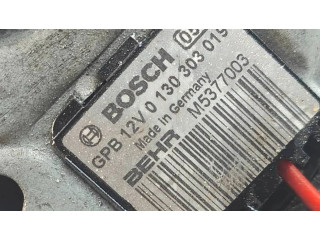 BOSCH
GPB 12V 0 130 303 019
Made in Germany
BEHR M5377003